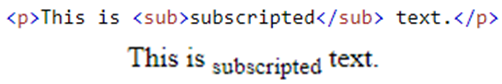 <p>This is <sub>subscripted</sub> text.</p>
This is subscripted text.